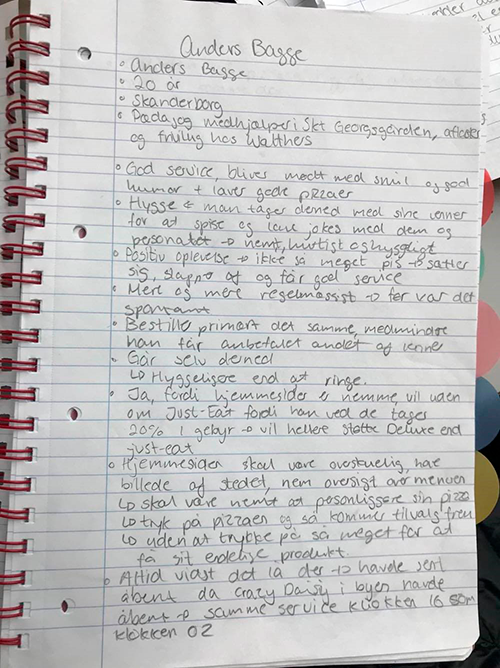 Anders Bagge
• Anders Bagge
• 20 år
• Skanderborg
• Pædagog medhjælper i Skt Georgsgården, afløser
og frivillig hos Walthers
• God service, bliver mødt med smil og god
humor + laver gode pizzaer
• Hygge & man tager derned med sine venner
for at spise og lave jokes med dem og
personalet → nemt, hurtigt og hyggeligt
• Positiv oplevelse → ikke så meget pis → sætter
sig, slapper af og får god service
• Mere og mere regelmæssigt → før var det
spontant
• Bestiller primært det samme, medmindre
han får anbefalet andet af venner
• Går selv derned
↳ Hyggeligere end at ringe.
• Ja, fordi hjemmesider er nemme, vil uden
om Just-Eat fordi han ved de tager
20% i gebyr → vil hellere støtte Deluxe end
just-eat
• Hjemmesiden skal være overskuelig, have
billede af stedet, nem oversigt over menuen
↳ skal være nemt at personliggøre sin pizza
↳ tryk på pizzaen og så kommer tilvalg frem
↳ uden at trykke på så meget for at
få sit endelige produkt.
• Altid vidst det lå der → havde sent
åbent da Crazy Daisy i byen havde
åbent → samme service klokken 16 som
klokken 02